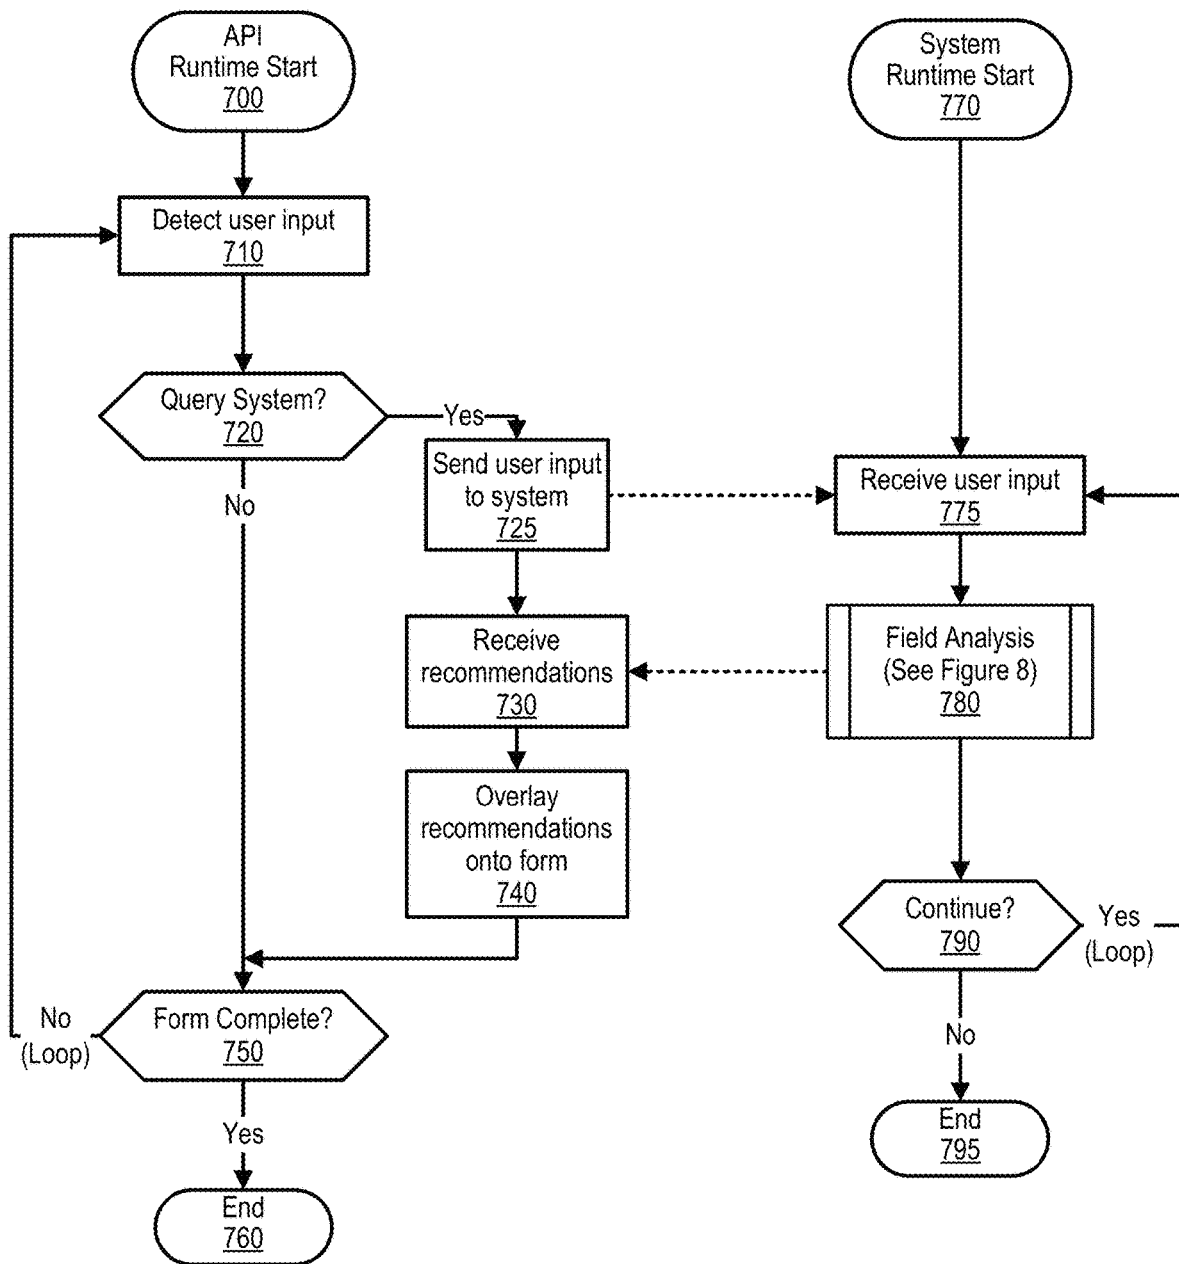 API
Runtime Start
700
Detect user input
710
Query System?
720
Yes
No
Send user input
to system
725
Receive
recommendations
730
Overlay
recommendations
onto form
740
Form Complete?
750
No
(Loop)
Yes
End
760
System
Runtime Start
770
Receive user input
775
Field Analysis
(See Figure 8)
780
Continue?
790
Yes
(Loop)
No
End
795